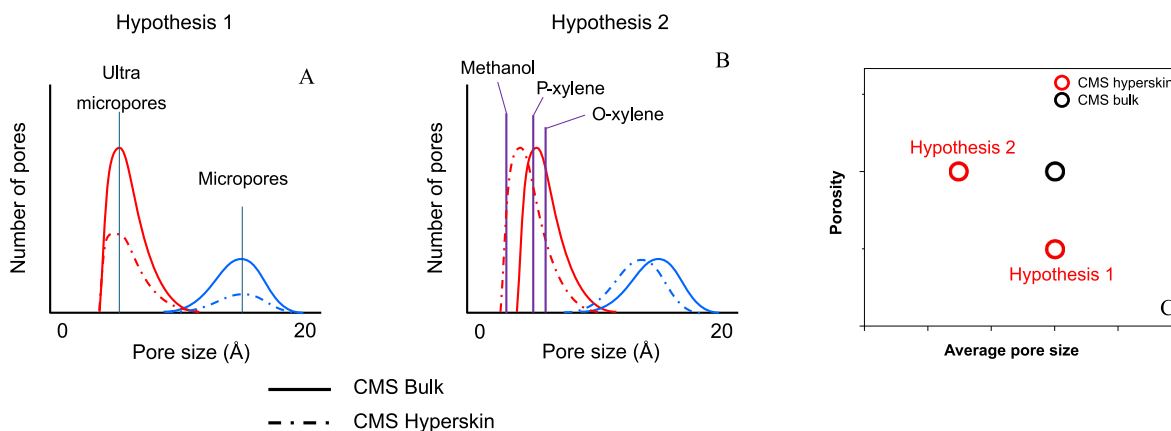 Hypothesis 1
A
Ultra
micropores
Micropores
Number of pores
0
20
Pore size (Å)
Hypothesis 2
B
Methanol
P-xylene
O-xylene
Number of pores
0
20
Pore size (Å)
CMS Bulk
CMS Hyperskin
CMS hyperskin
CMS bulk
Hypothesis 2
Hypothesis 1
Porosity
C
Average pore size